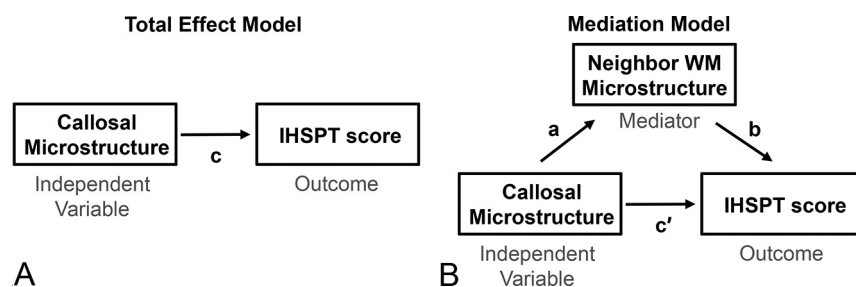 Total Effect Model
Callosal
Microstructure
c
IHSPT score
Independent
Variable
Outcome
A
Mediation Model
Neighbor WM
Microstructure
Mediator
a
b
Callosal
Microstructure
c′
IHSPT score
Independent
Variable
Outcome
B